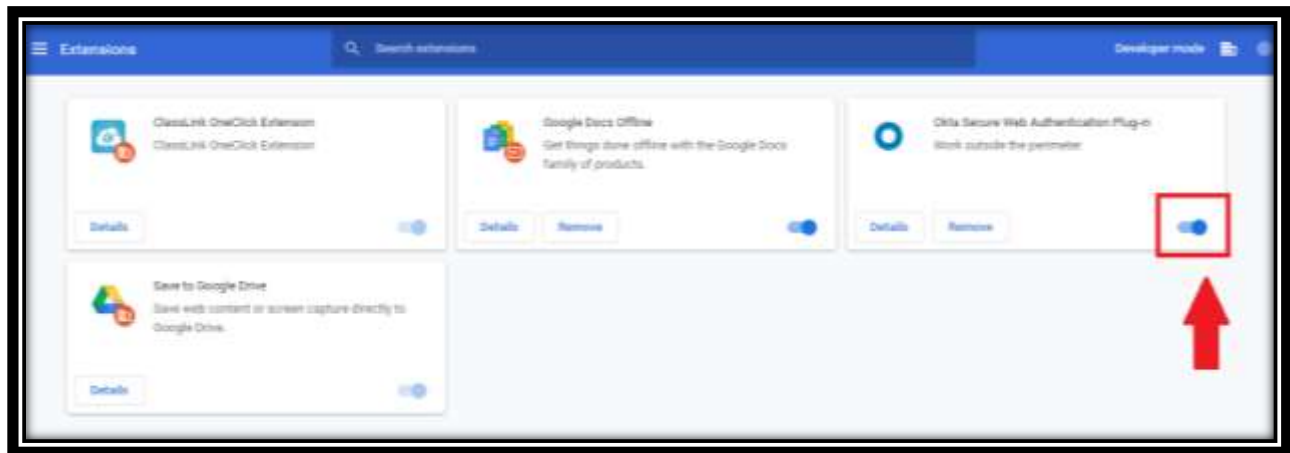 Extensions
Search extensions
Developer mode
ClassLink OneClick Extension
ClassLink OneClick Extension
Details
Google Docs Offline
Get things done offline with the Google Docs
family of products.
Details Remove
Okta Secure Web Authentication Plug-in
Work outside the perimeter
Details Remove
Save to Google Drive
Save web content or screen capture directly to
Google Drive.
Details